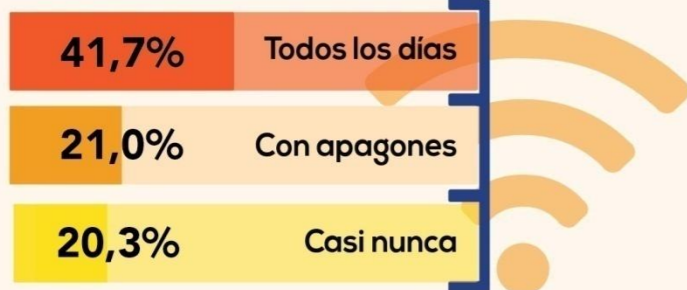 41,7% Todos los días
21,0% Con apagones
20,3% Casi nunca